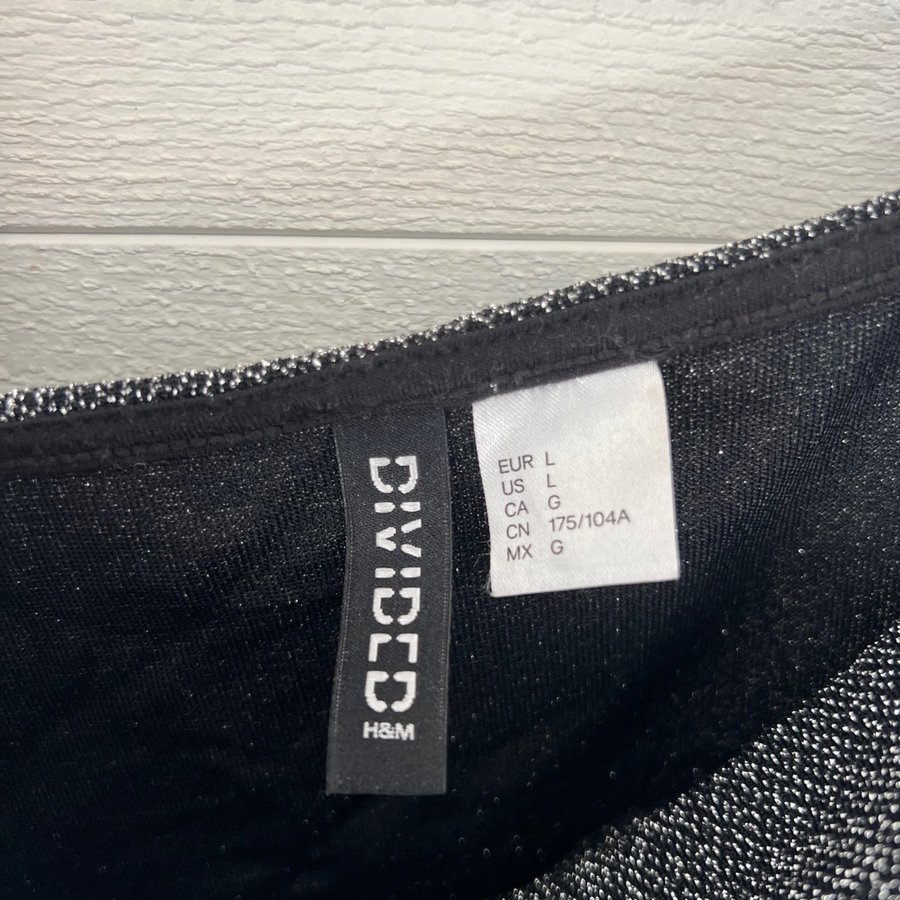 DIVIDED
H&M
EUR L
US L
CA G
CN 175/104A
MX G